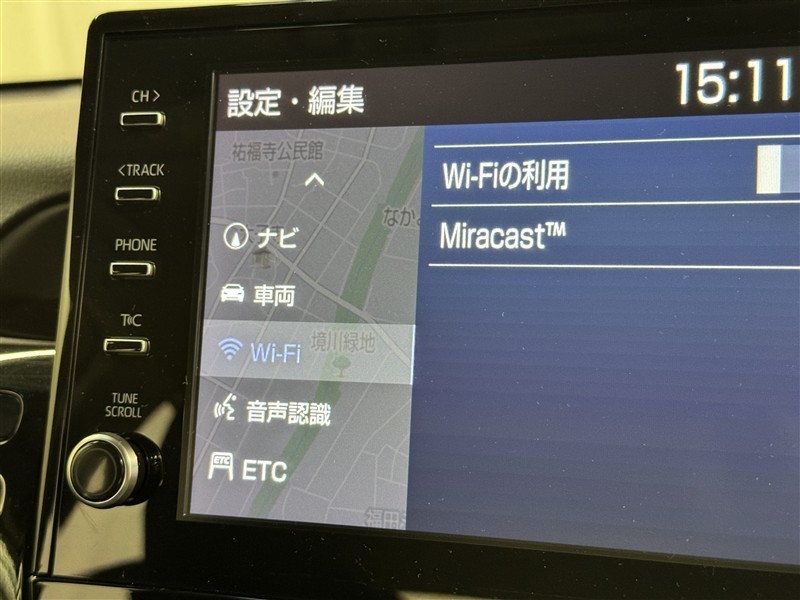 CH >
< TRACK
PHONE
T(C
TUNE
SCROLL
設定・編集
15:11
祐福寺公民館
ナビ
車両
Wi-Fi
境川緑地
音声認識
ETC
ETC
Wi-Fiの利用
Miracast™